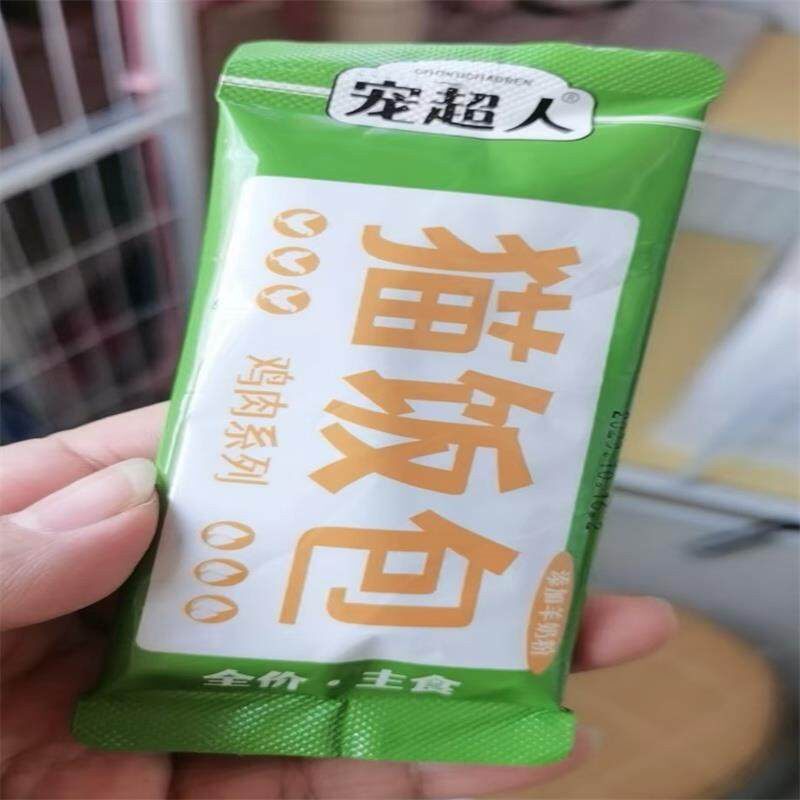 宠超人
猫饭包
鸡肉系列
添加羊奶粉
全价·主食